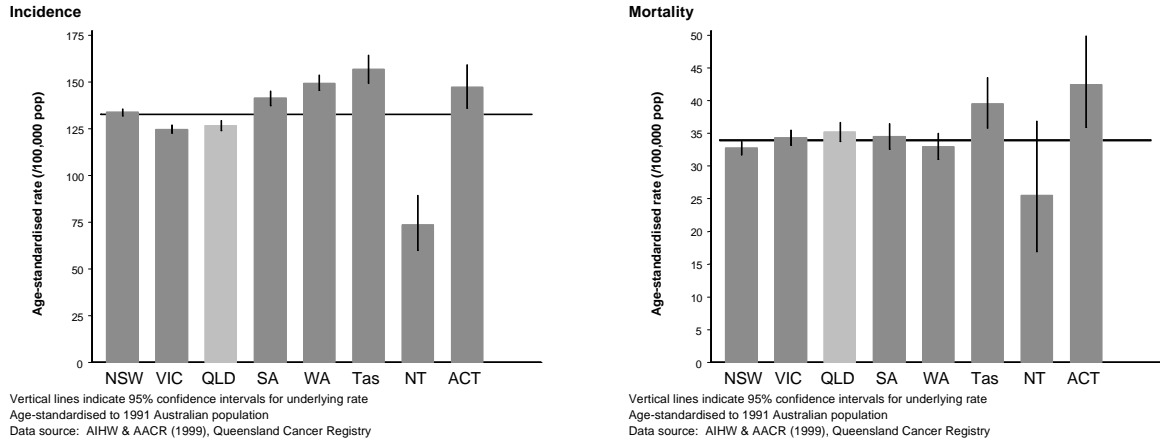 Incidence
Age-standardised rate (/100,000 pop)
175
150
125
100
75
50
25
0
NSW VIC QLD SA WA Tas NT ACT
Vertical lines indicate 95% confidence intervals for underlying rate
Age-standardised to 1991 Australian population
Data source: AIHW & AACR (1999), Queensland Cancer Registry
Mortality
Age-standardised rate (/100,000 pop)
50
45
40
35
33
25
20
15
10
5
0
NSW VIC QLD SA WA Tas NT ACT
Vertical lines indicate 95% confidence intervals for underlying rate
Age-standardised to 1991 Australian population
Data source: AIHW & AACR (1999), Queensland Cancer Registry